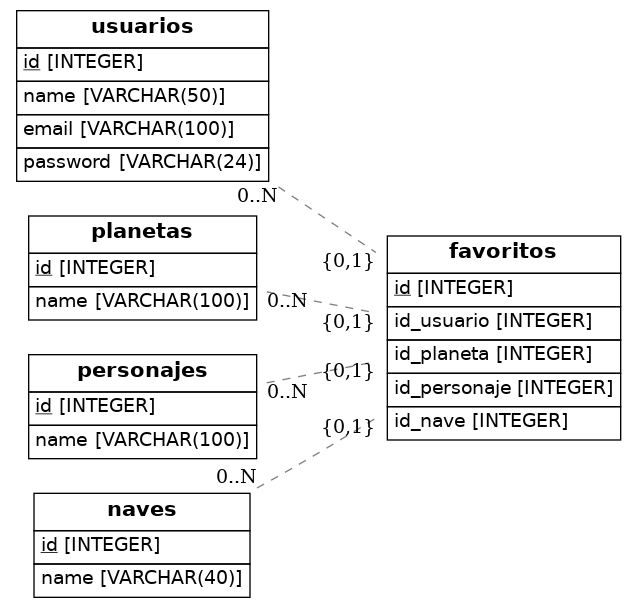 usuarios
id [INTEGER]
name [VARCHAR(50)]
email [VARCHAR(100)]
password [VARCHAR(24)]
0..N
{0,1}
planetas
id [INTEGER]
name [VARCHAR(100)]
0..N
{0,1}
personajes
id [INTEGER]
name [VARCHAR(100)]
0..N
{0,1}
naves
id [INTEGER]
name [VARCHAR(40)]
0..N
{0,1}
favoritos
id [INTEGER]
id_usuario [INTEGER]
id_planeta [INTEGER]
id_personaje [INTEGER]
id_nave [INTEGER]